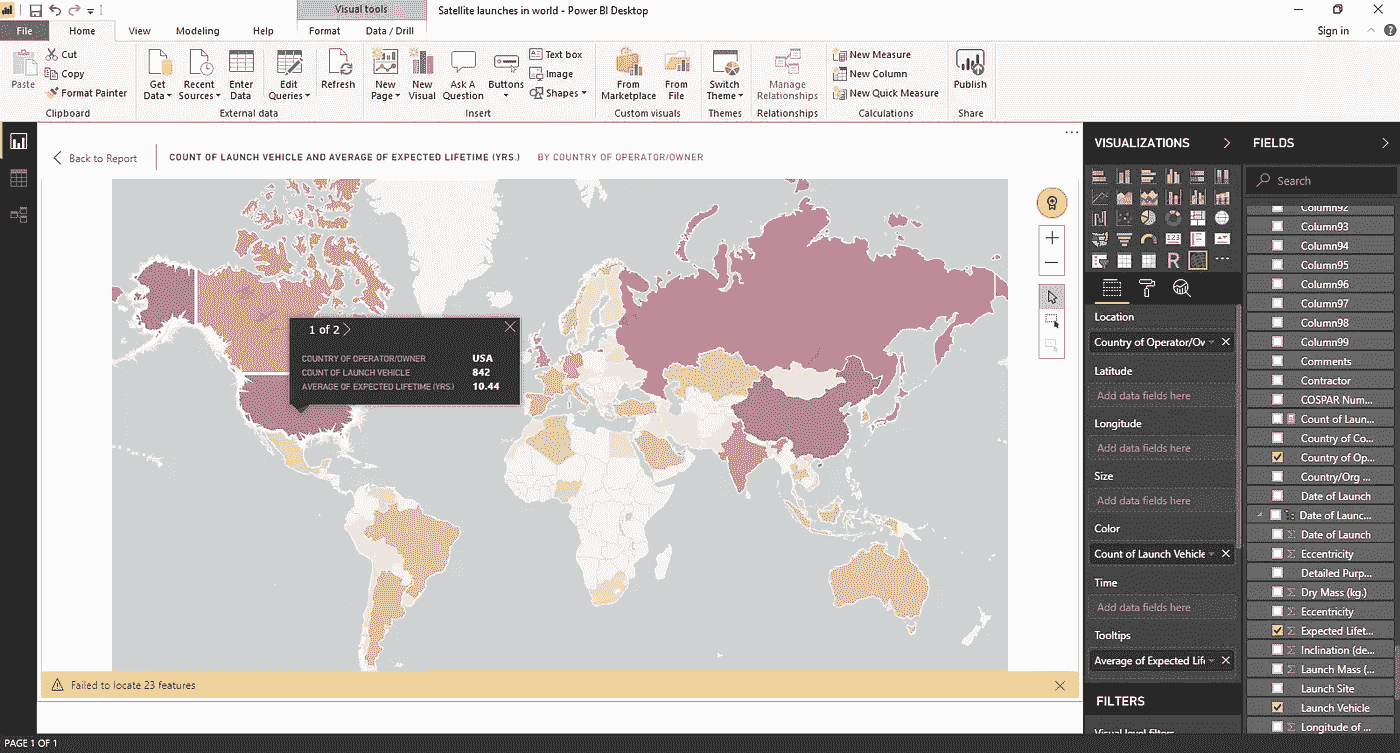 Visual tools
Satellite launches in world - Power BI Desktop
File
Home
View
Modeling
Help
Format
Data / Drill
Sign in
Paste
Cut
Copy
Format Painter
Clipboard
Get Data
Recent Sources
Enter Data
Edit Queries
External data
Refresh
New Page
New Visual
Ask A Question
Buttons
Text box
Image
Shapes
Insert
From Marketplace
From File
Custom visuals
Switch Theme
Themes
Manage Relationships
Relationships
New Measure
New Column
New Quick Measure
Calculations
Publish
Share
Back to Report
COUNT OF LAUNCH VEHICLE AND AVERAGE OF EXPECTED LIFETIME (YRS.) BY COUNTRY OF OPERATOR/OWNER
1 of 2
COUNTRY OF OPERATOR/OWNER USA
COUNT OF LAUNCH VEHICLE 842
AVERAGE OF EXPECTED LIFETIME (YRS.) 10.44
Failed to locate 23 features
VISUALIZATIONS
R
Location
Country of Operator/Ov
Latitude
Add data fields here
Longitude
Add data fields here
Size
Add data fields here
Color
Count of Launch Vehicle
Time
Add data fields here
Tooltips
Average of Expected Life
FILTERS
Visual level filters
FIELDS
Search
Column92
Column93
Column94
Column95
Column96
Column97
Column98
Column99
Comments
Contractor
COSPAR Num...
Count of Laun...
Country of Co...
Country of Op...
Country/Org ...
Date of Launch
Date of Launc...
Date of Launch
Eccentricity
Detailed Purp...
Dry Mass (kg.)
Eccentricity
Expected Lifet...
Inclination (de...
Launch Mass (...
Launch Site
Launch Vehicle
Longitude of ...
PAGE 1 OF 1